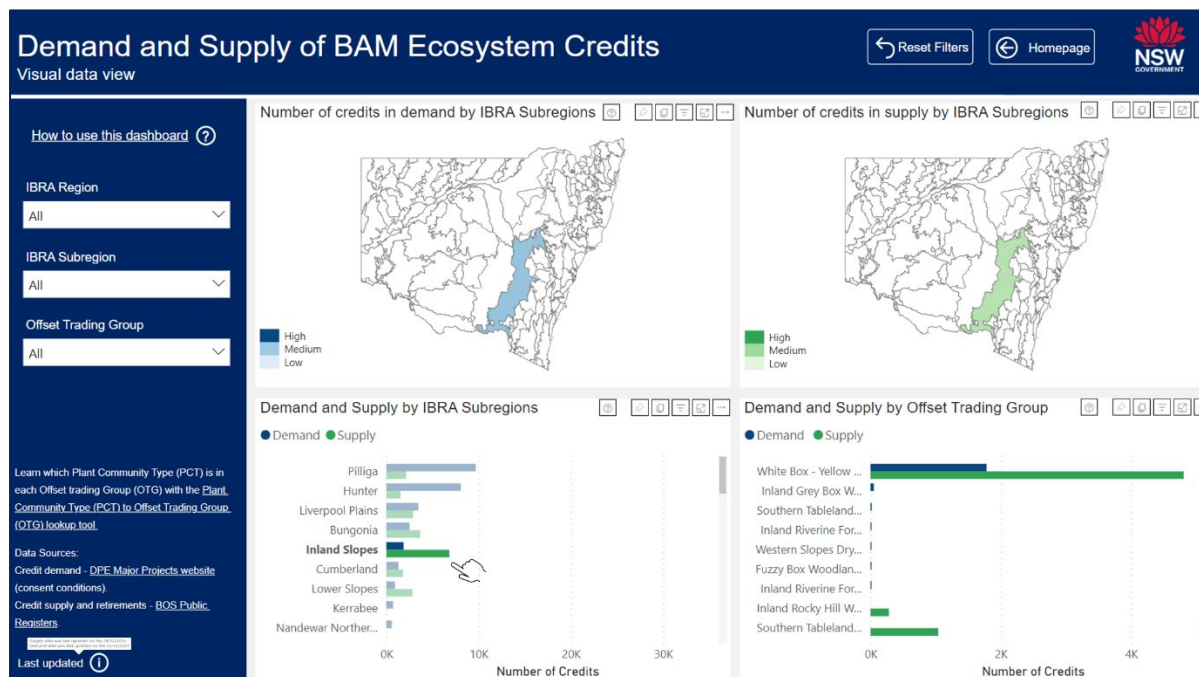 Demand and Supply of BAM Ecosystem Credits
Visual data view
Reset Filters
Homepage
NSW
GOVERNMENT
How to use this dashboard
IBRA Region
All
IBRA Subregion
All
Offset Trading Group
All
Learn which Plant Community Type (PCT) is in
each Offset trading Group (OTG) with the Plant
Community Type (PCT) to Offset Trading Group
(OTG) lookup tool
Data Sources:
Credit demand - DPE Major Projects website
(consent conditions).
Credit supply and retirements - BOS Public
Registers.
Last updated
Number of credits in demand by IBRA Subregions
High
Medium
Low
Number of credits in supply by IBRA Subregions
High
Medium
Low
Demand and Supply by IBRA Subregions
Demand Supply
Pilliga
Hunter
Liverpool Plains
Bungonia
Inland Slopes
Cumberland
Lower Slopes
Kerrabee
Nandewar Norther...
0K 10K 20K 30K
Number of Credits
Demand and Supply by Offset Trading Group
Demand Supply
White Box - Yellow ...
Inland Grey Box W...
Southern Tableland...
Inland Riverine For...
Western Slopes Dry...
Fuzzy Box Woodlan...
Inland Riverine For...
Inland Rocky Hill W...
Southern Tableland...
0K 2K 4K
Number of Credits